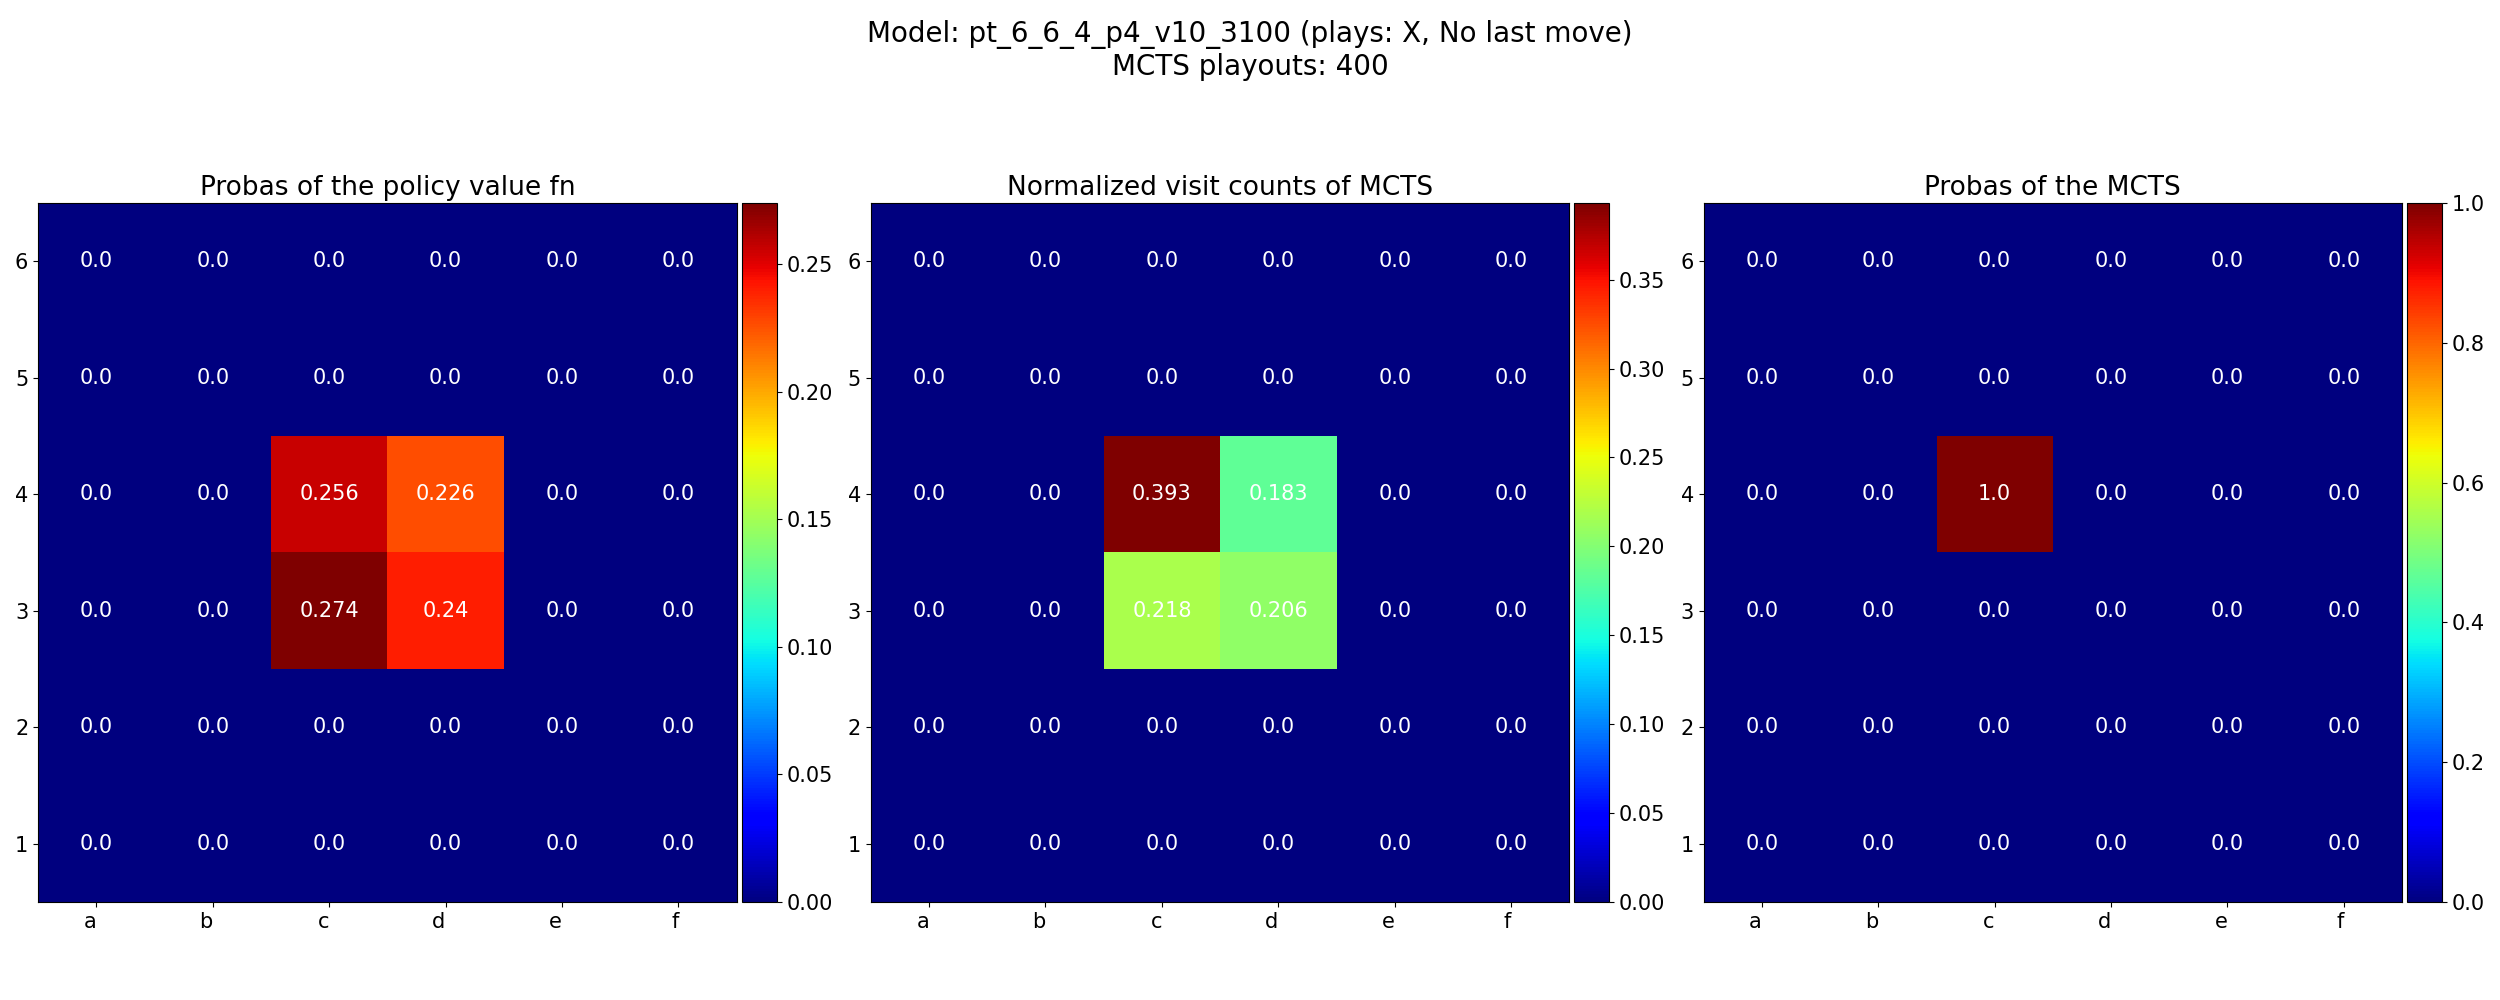 Model: pt_6_6_4_p4_v10_3100 (plays: X, No last move)
MCTS playouts: 400
Probas of the policy value fn
6 0.0 0.0 0.0 0.0 0.0 0.0
5 0.0 0.0 0.0 0.0 0.0 0.0
4 0.0 0.0 0.256 0.226 0.0 0.0
3 0.0 0.0 0.274 0.24 0.0 0.0
2 0.0 0.0 0.0 0.0 0.0 0.0
1 0.0 0.0 0.0 0.0 0.0 0.0
a b c d e f
0.25
0.20
0.15
0.10
0.05
0.00
Normalized visit counts of MCTS
6 0.0 0.0 0.0 0.0 0.0 0.0
5 0.0 0.0 0.0 0.0 0.0 0.0
4 0.0 0.0 0.393 0.183 0.0 0.0
3 0.0 0.0 0.218 0.206 0.0 0.0
2 0.0 0.0 0.0 0.0 0.0 0.0
1 0.0 0.0 0.0 0.0 0.0 0.0
a b c d e f
0.35
0.30
0.25
0.20
0.15
0.10
0.05
0.00
Probas of the MCTS
6 0.0 0.0 0.0 0.0 0.0 0.0
5 0.0 0.0 0.0 0.0 0.0 0.0
4 0.0 0.0 1.0 0.0 0.0 0.0
3 0.0 0.0 0.0 0.0 0.0 0.0
2 0.0 0.0 0.0 0.0 0.0 0.0
1 0.0 0.0 0.0 0.0 0.0 0.0
a b c d e f
1.0
0.8
0.6
0.4
0.2
0.0